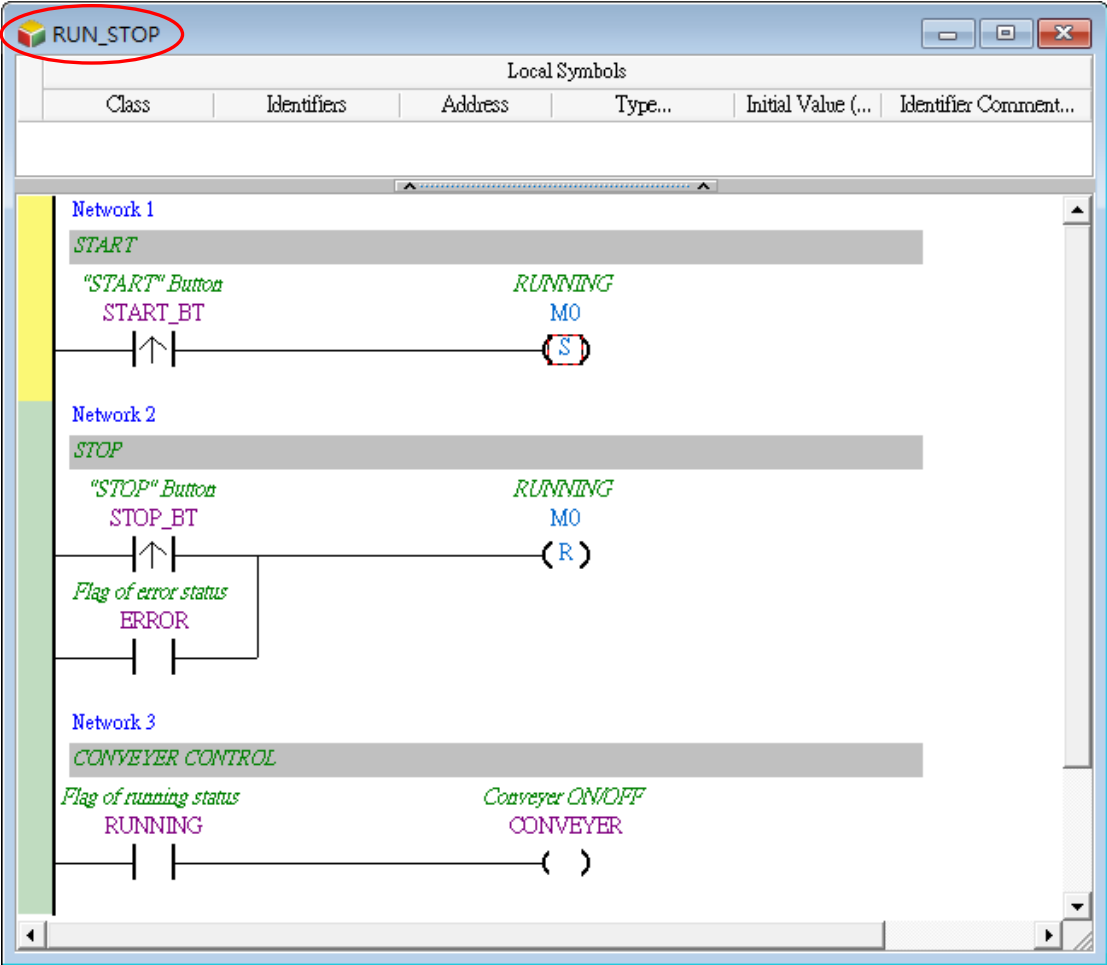 RUN_STOP
Local Symbols
Class Identifiers Address Type... Initial Value (... Identifier Comment...
Network 1
START
"START" Button RUNNING
START_BT M0
S
Network 2
STOP
"STOP" Button RUNNING
STOP_BT M0
R
Flag of error status
ERROR
Network 3
CONVEYER CONTROL
Flag of running status Conveyer ON/OFF
RUNNING CONVEYER